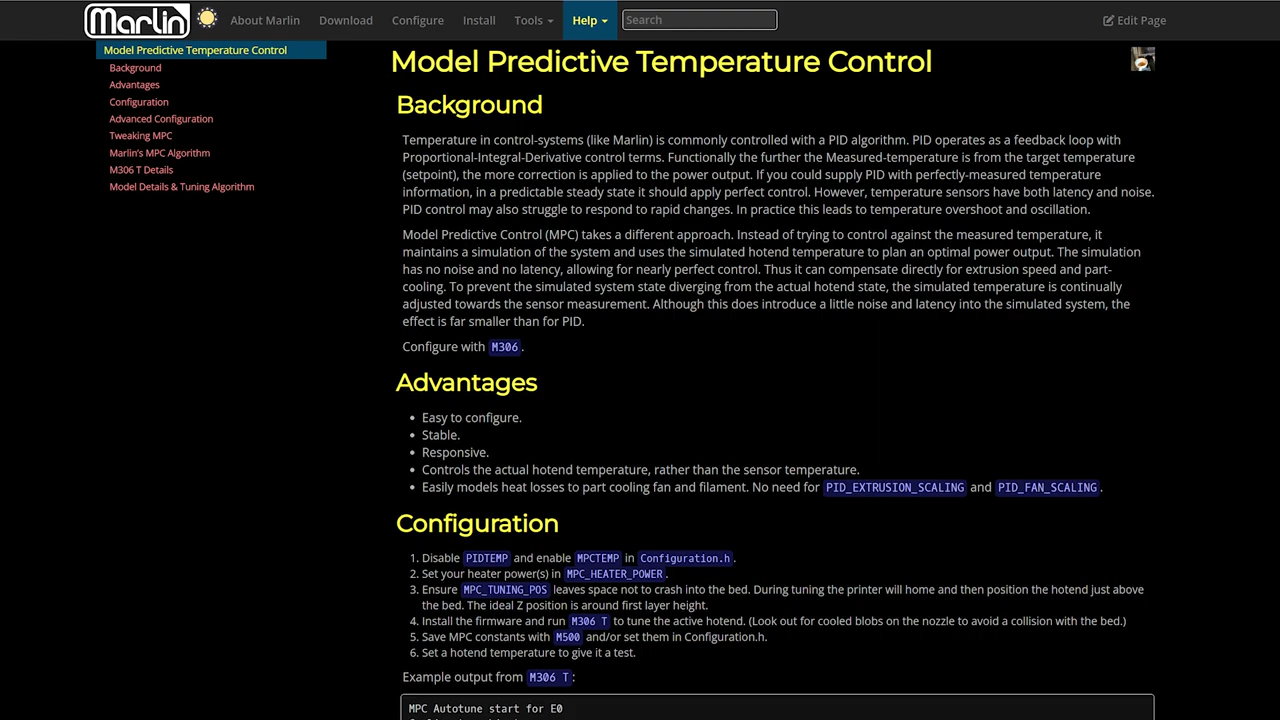 Marlin
About Marlin
Download
Configure
Install
Tools
Help
Search
Edit Page
Model Predictive Temperature Control
Background
Advantages
Configuration
Advanced Configuration
Tweaking MPC
Marlin's MPC Algorithm
M306 T Details
Model Details & Tuning Algorithm
Model Predictive Temperature Control
Background
Temperature in control-systems (like Marlin) is commonly controlled with a PID algorithm. PID operates as a feedback loop with
Proportional-Integral-Derivative control terms. Functionally the further the Measured-temperature is from the target temperature
(setpoint), the more correction is applied to the power output. If you could supply PID with perfectly-measured temperature
information, in a predictable steady state it should apply perfect control. However, temperature sensors have both latency and noise.
PID control may also struggle to respond to rapid changes. In practice this leads to temperature overshoot and oscillation.
Model Predictive Control (MPC) takes a different approach. Instead of trying to control against the measured temperature, it
maintains a simulation of the system and uses the simulated hotend temperature to plan an optimal power output. The simulation
has no noise and no latency, allowing for nearly perfect control. Thus it can compensate directly for extrusion speed and part-
cooling. To prevent the simulated system state diverging from the actual hotend state, the simulated temperature is continually
adjusted towards the sensor measurement. Although this does introduce a little noise and latency into the simulated system, the
effect is far smaller than for PID.
Configure with M306.
Advantages
• Easy to configure.
• Stable.
• Responsive.
• Controls the actual hotend temperature, rather than the sensor temperature.
• Easily models heat losses to part cooling fan and filament. No need for PID_EXTRUSION_SCALING and PID_FAN_SCALING.
Configuration
1. Disable PIDTEMP and enable MPCTEMP in Configuration.h.
2. Set your heater power(s) in MPC_HEATER_POWER.
3. Ensure MPC_TUNING_POS leaves space not to crash into the bed. During tuning the printer will home and then position the hotend just above
the bed. The ideal Z position is around first layer height.
4. Install the firmware and run M306 T to tune the active hotend. (Look out for cooled blobs on the nozzle to avoid a collision with the bed.)
5. Save MPC constants with M500 and/or set them in Configuration.h.
6. Set a hotend temperature to give it a test.
Example output from M306 T:
MPC Autotune start for E0